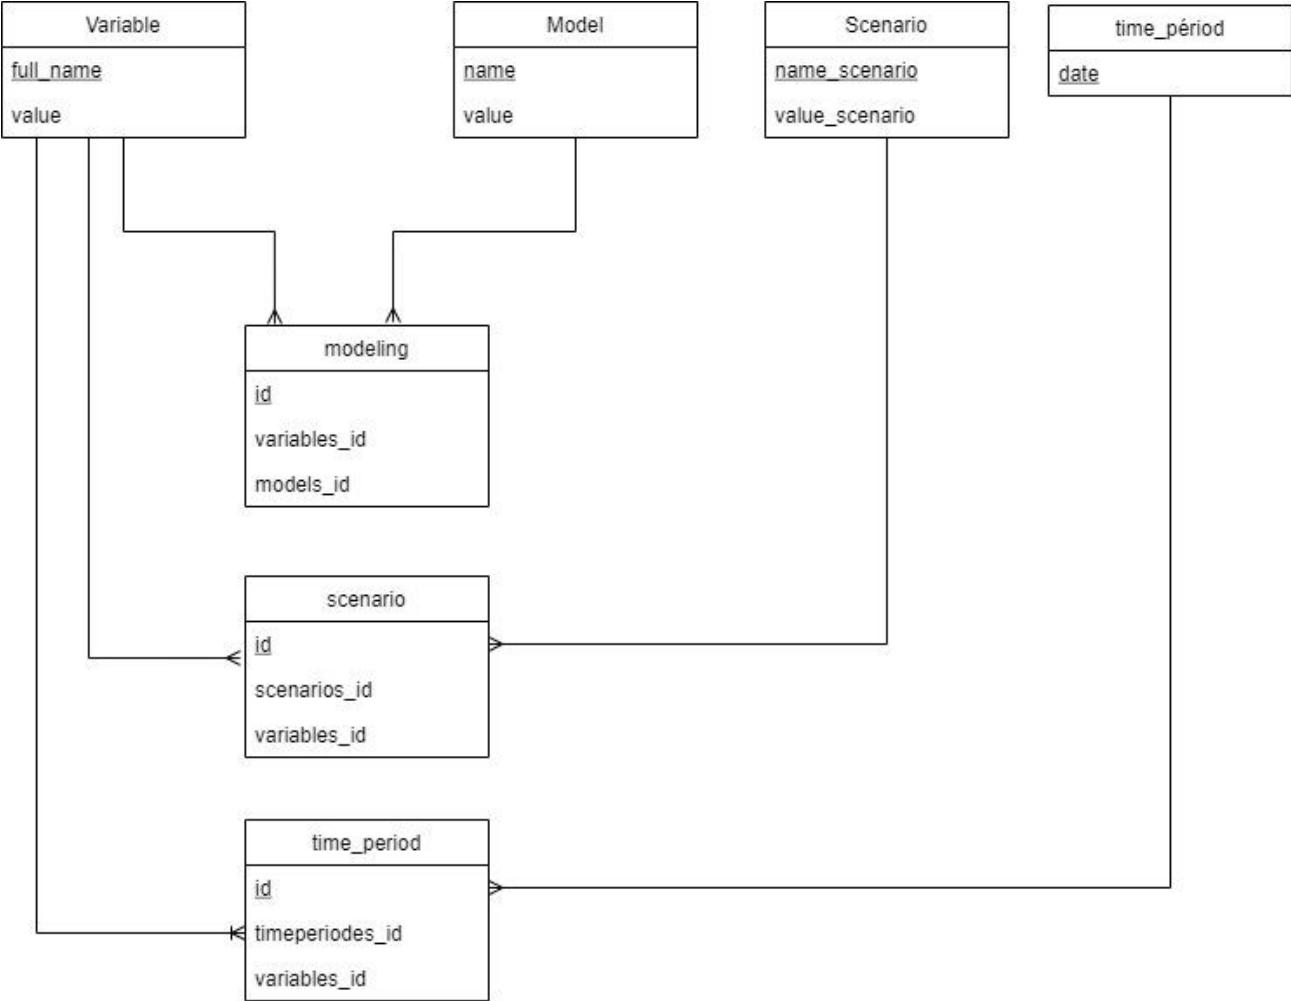 Variable
full_name
value
Model
name
value
Scenario
name_scenario
value_scenario
time_périod
date
modeling
id
variables_id
models_id
scenario
id
scenarios_id
variables_id
time_period
id
timeperiodes_id
variables_id